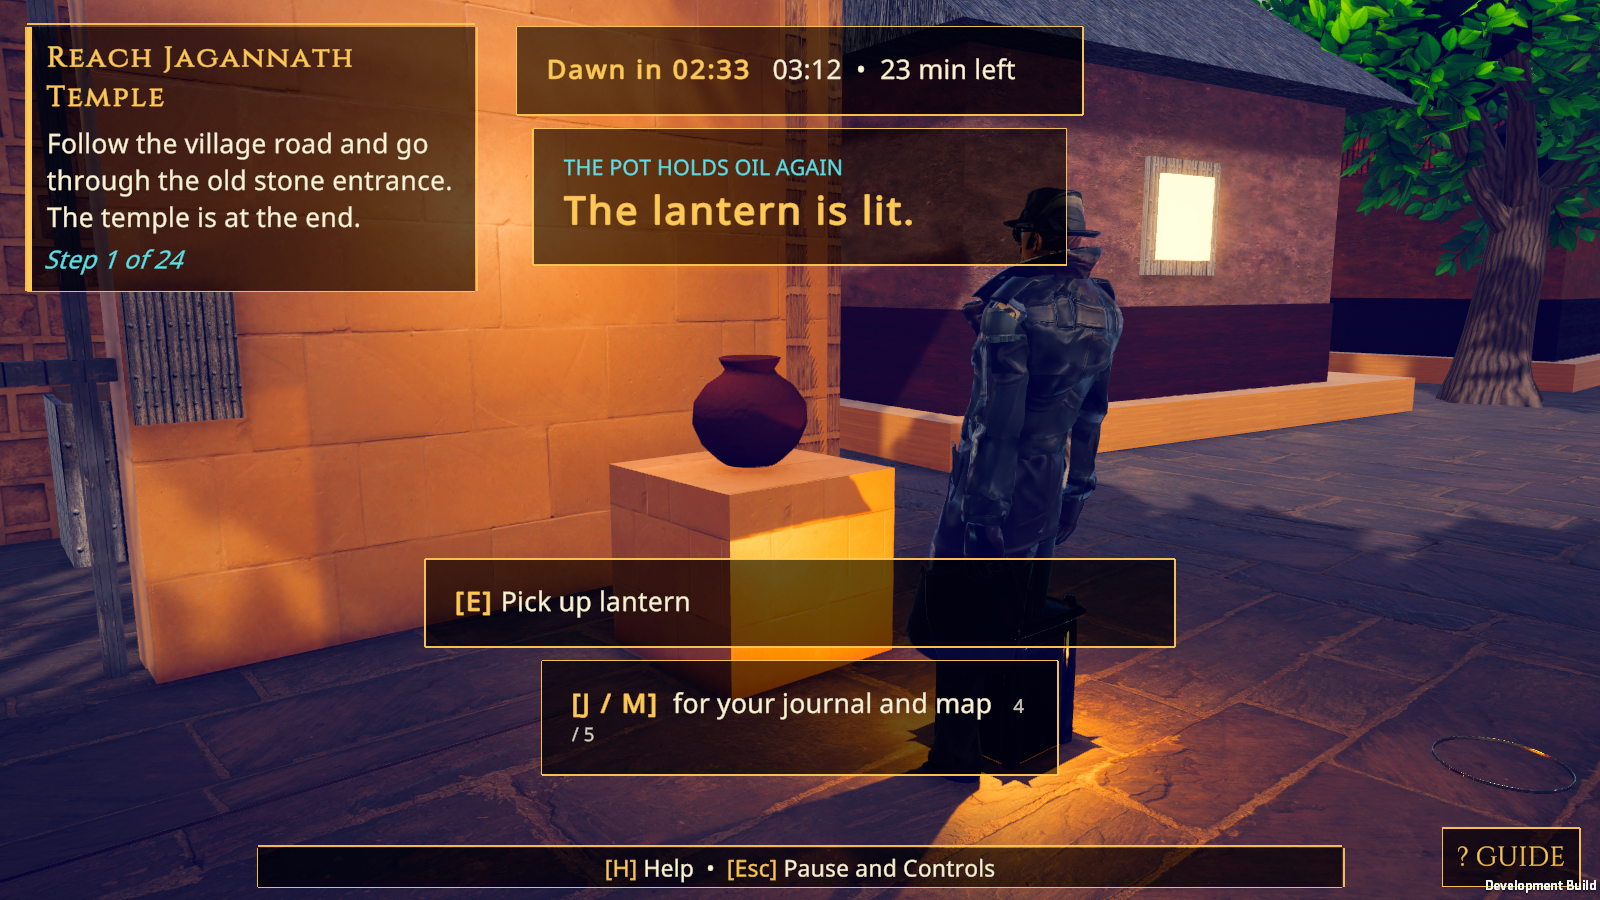 REACH JAGANNATH
TEMPLE
Follow the village road and go
through the old stone entrance.
The temple is at the end.
Step 1 of 24
Dawn in 02:33 03:12 • 23 min left
THE POT HOLDS OIL AGAIN
The lantern is lit.
[E] Pick up lantern
[J / M] for your journal and map 4
/ 5
[H] Help • [Esc] Pause and Controls
? GUIDE
Development Build